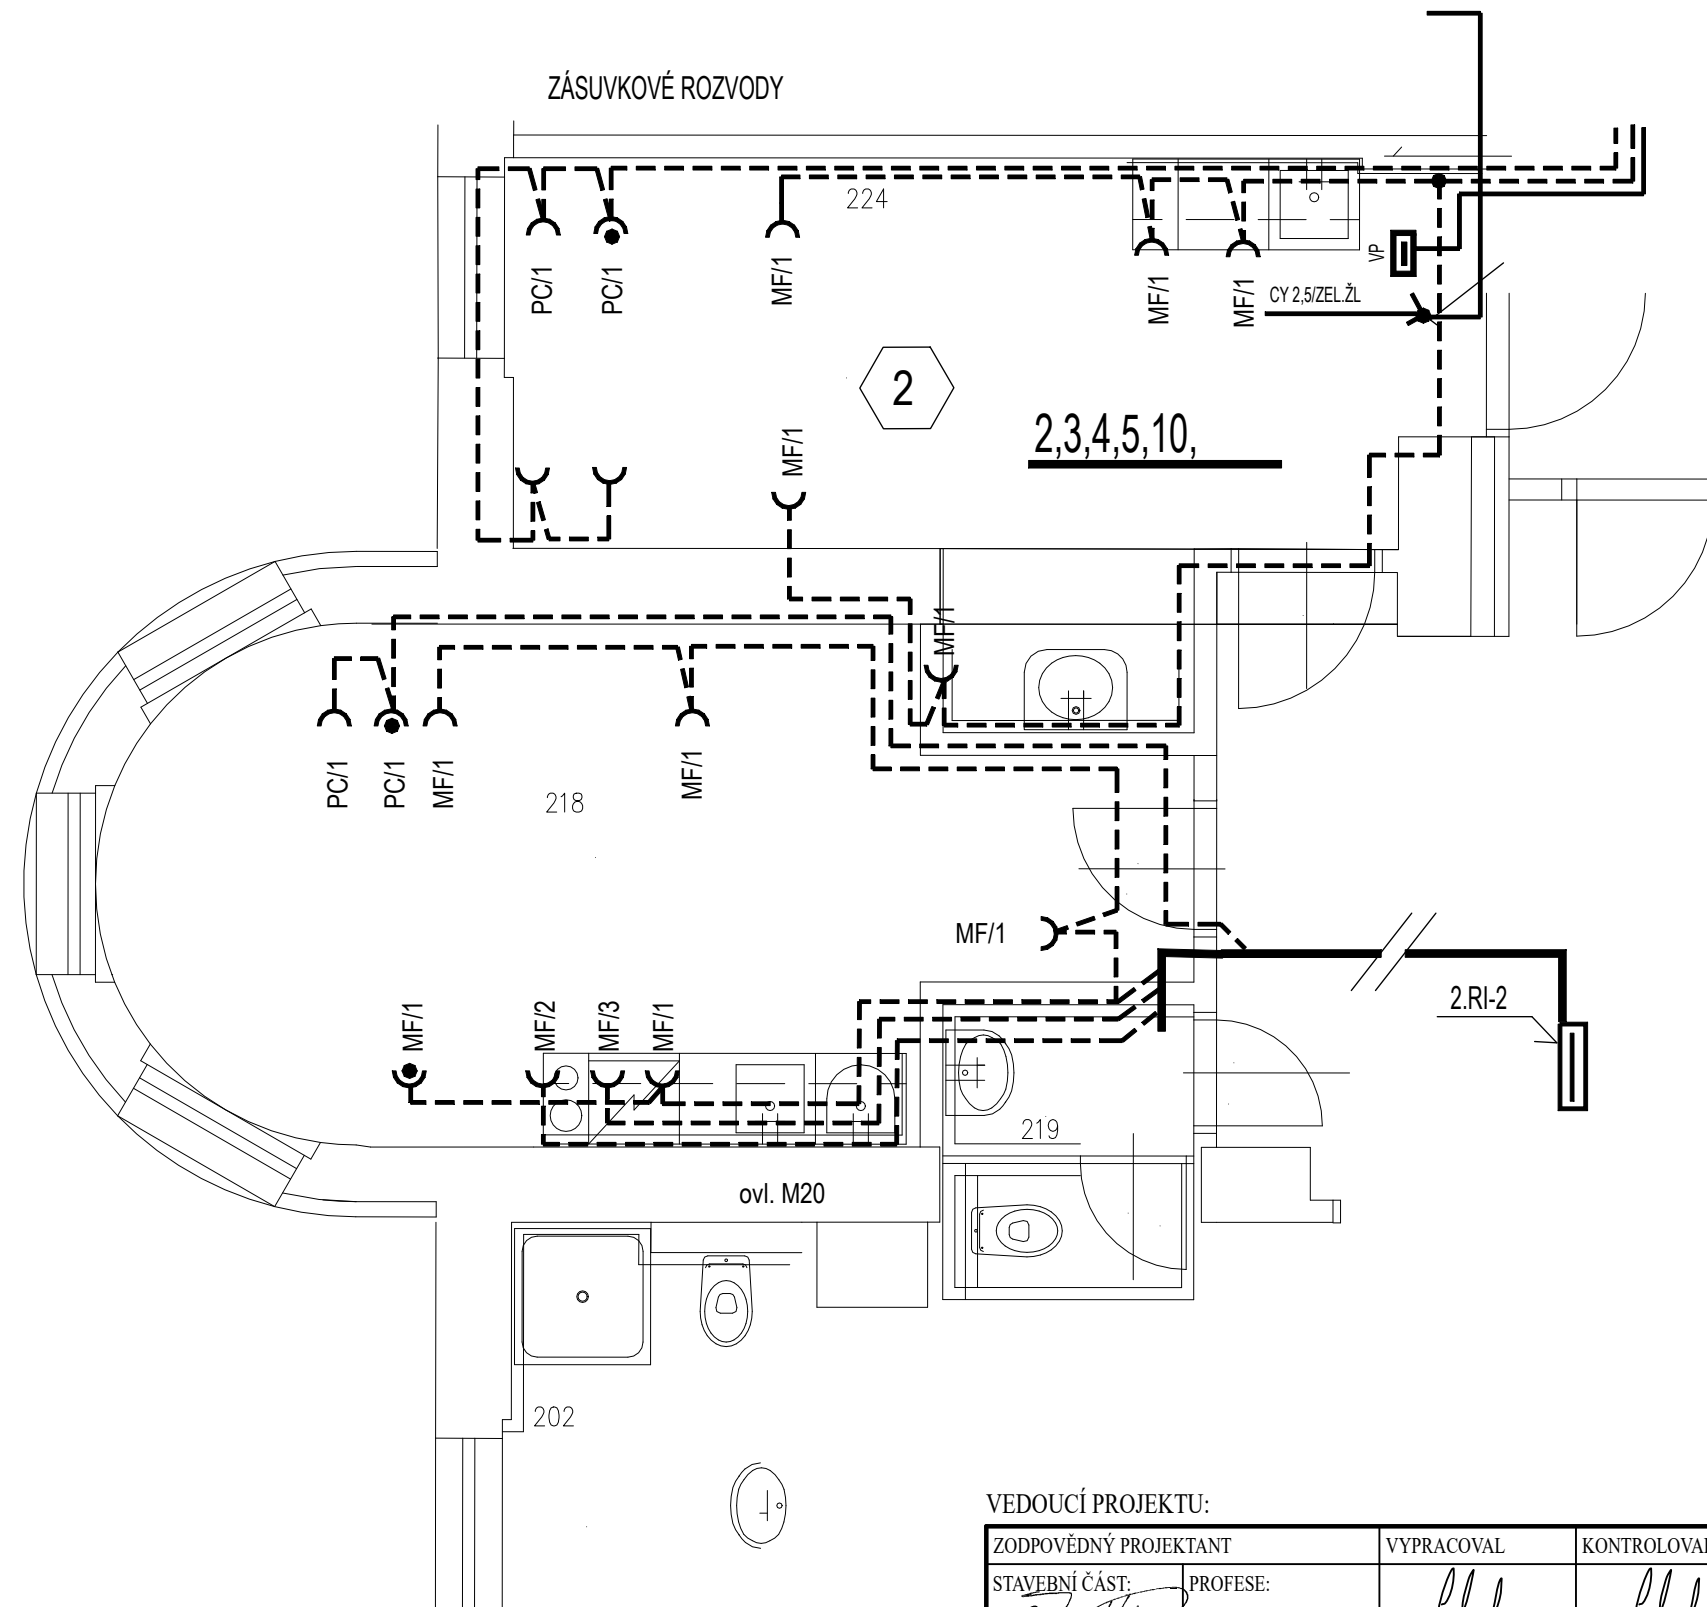 ZÁSUVKOVÉ ROZVODY
224
PC/1
PC/1
MF/1
MF/1
MF/1
VP
CY 2,5/ZEL.ŽL
2
2,3,4,5,10,
MF/1
MF/1
PC/1
PC/1
MF/1
MF/1
218
MF/1
MF/1
MF/2
MF/3
MF/1
2.RI-2
219
ovl. M20
202
VEDOUCÍ PROJEKTU:
ZODPOVĚDNÝ PROJEKTANT
VYPRACOVAL
KONTROLOVAL
STAVEBNÍ ČÁST:
PROFESE: